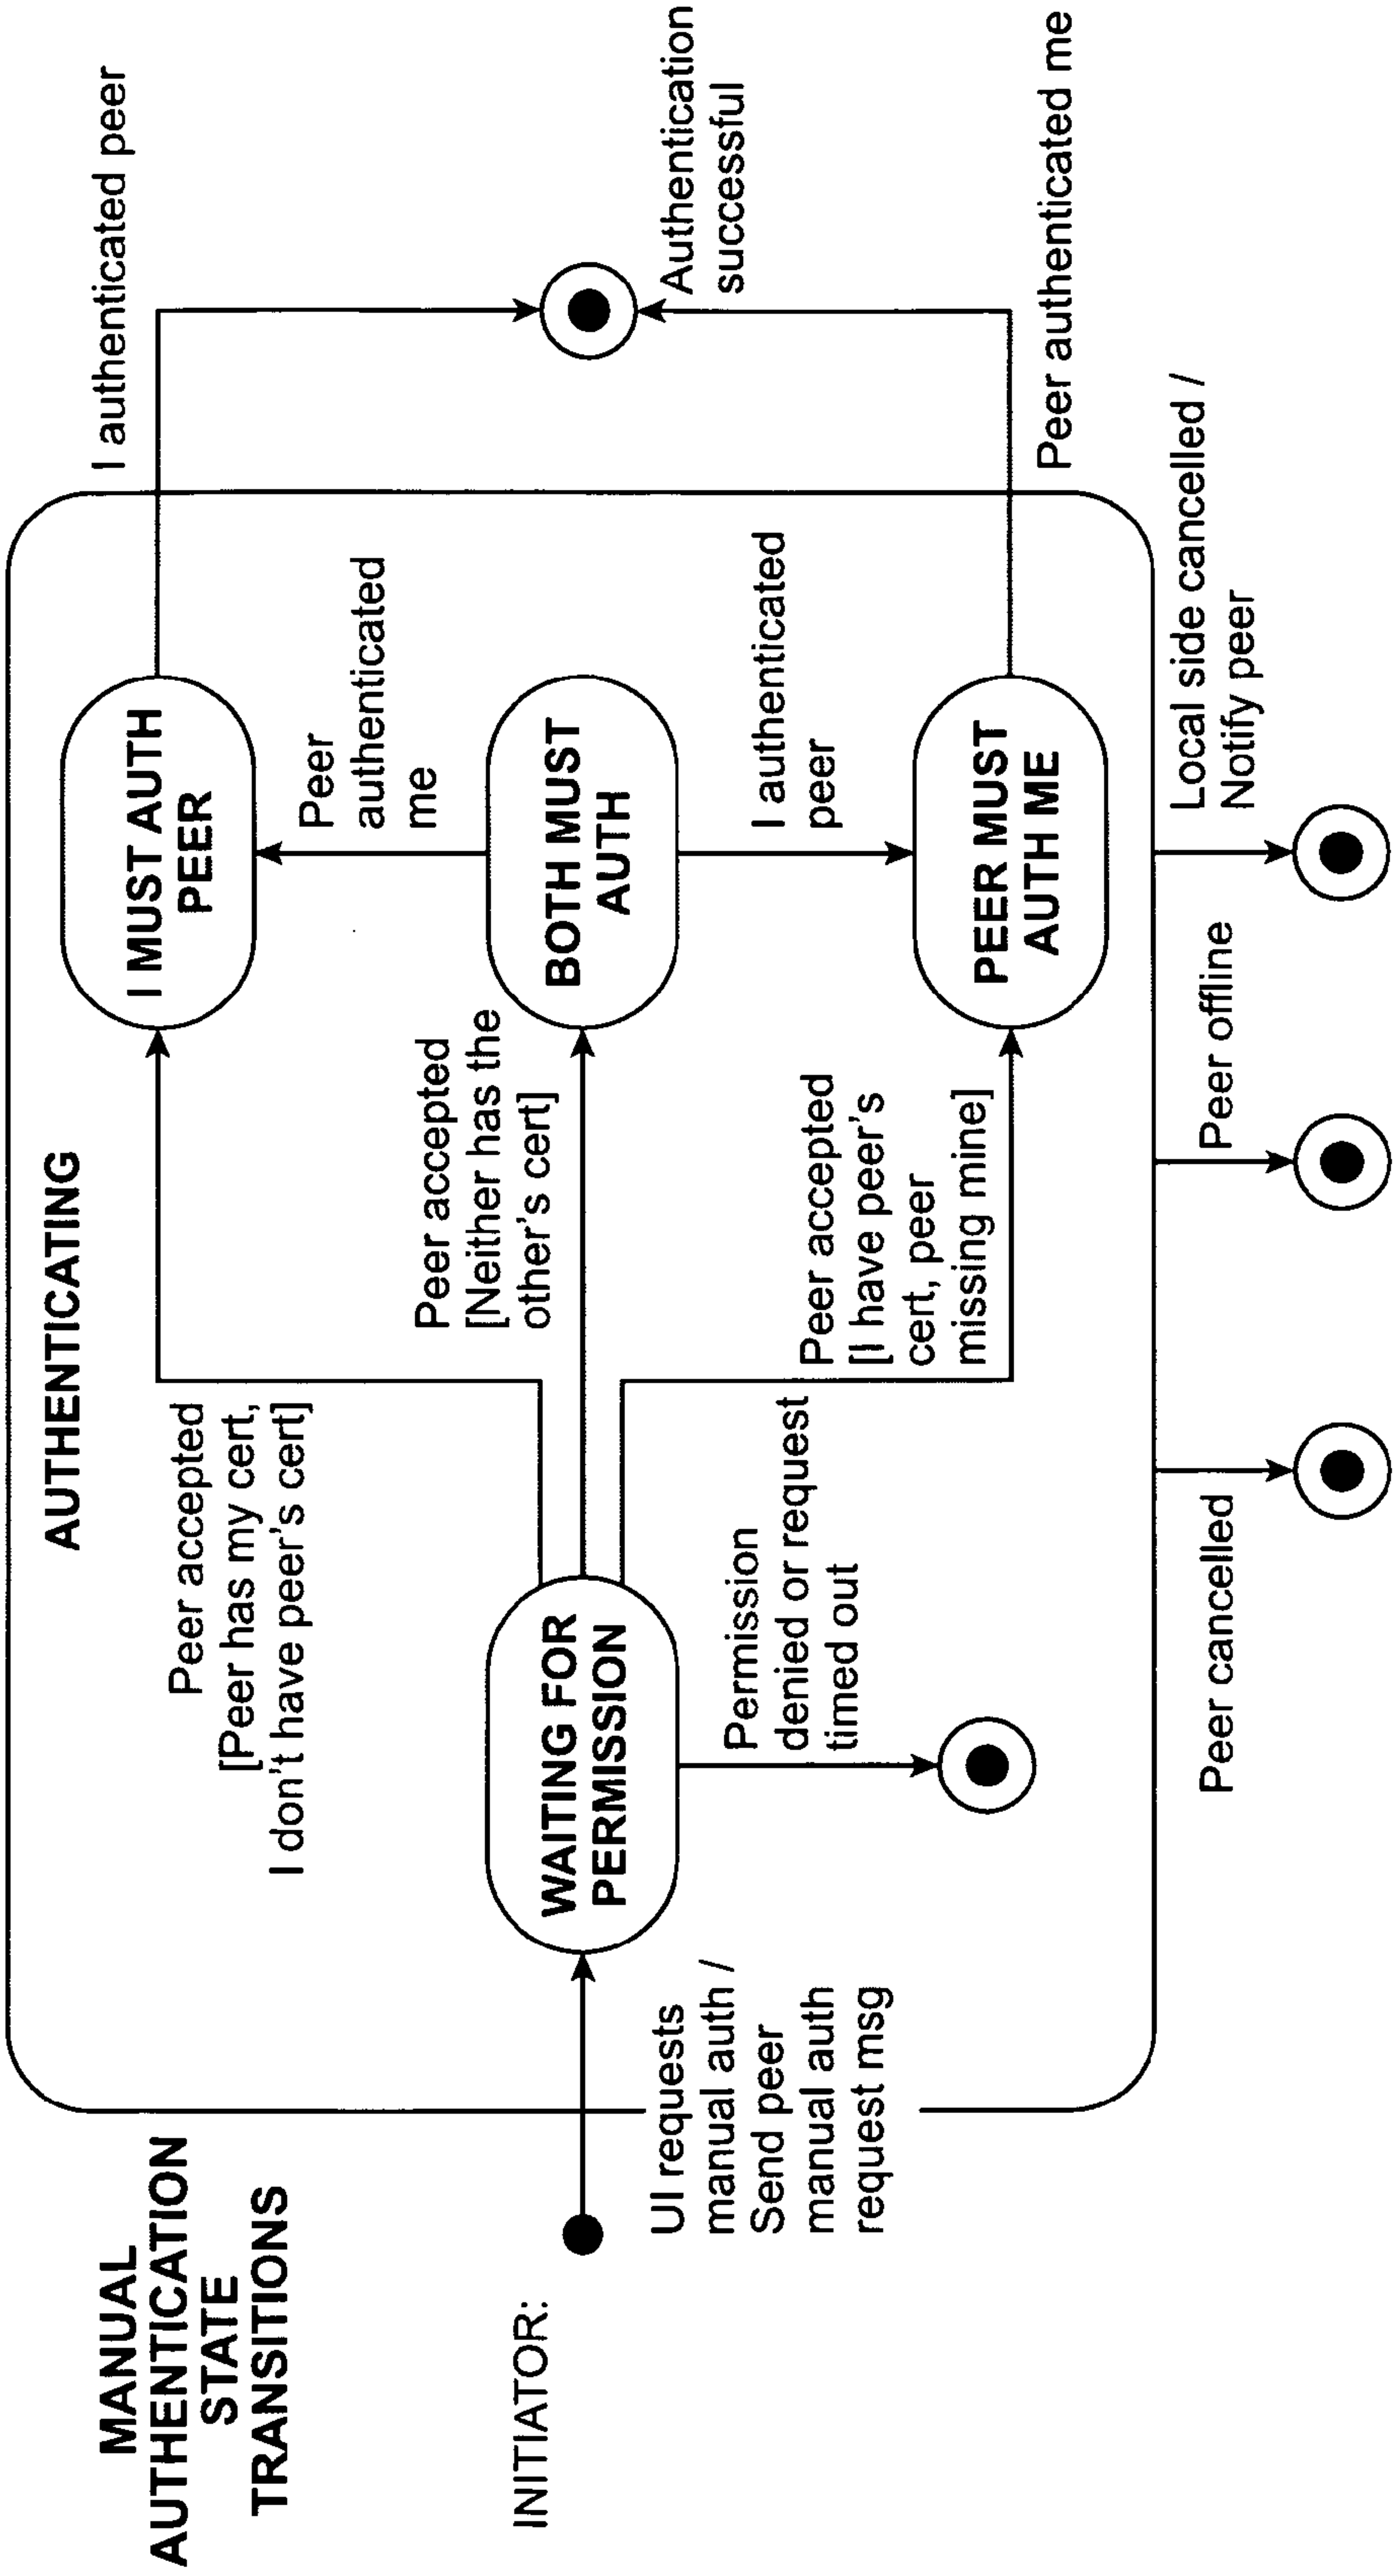 MANUAL
AUTHENTICATION
STATE
TRANSITIONS
INITIATOR:
UI requests
manual auth /
Send peer
manual auth
request msg
AUTHENTICATING
WAITING FOR
PERMISSION
Peer accepted
[Peer has my cert,
I don't have peer's cert]
Peer accepted
[Neither has the
other's cert]
Peer accepted
[I have peer's
cert, peer
missing mine]
Permission
denied or request
timed out
I MUST AUTH
PEER
Peer
authenticated
me
BOTH MUST
AUTH
I authenticated
peer
PEER MUST
AUTH ME
I authenticated peer
Authentication
successful
Peer authenticated me
Peer cancelled
Peer offline
Local side cancelled /
Notify peer